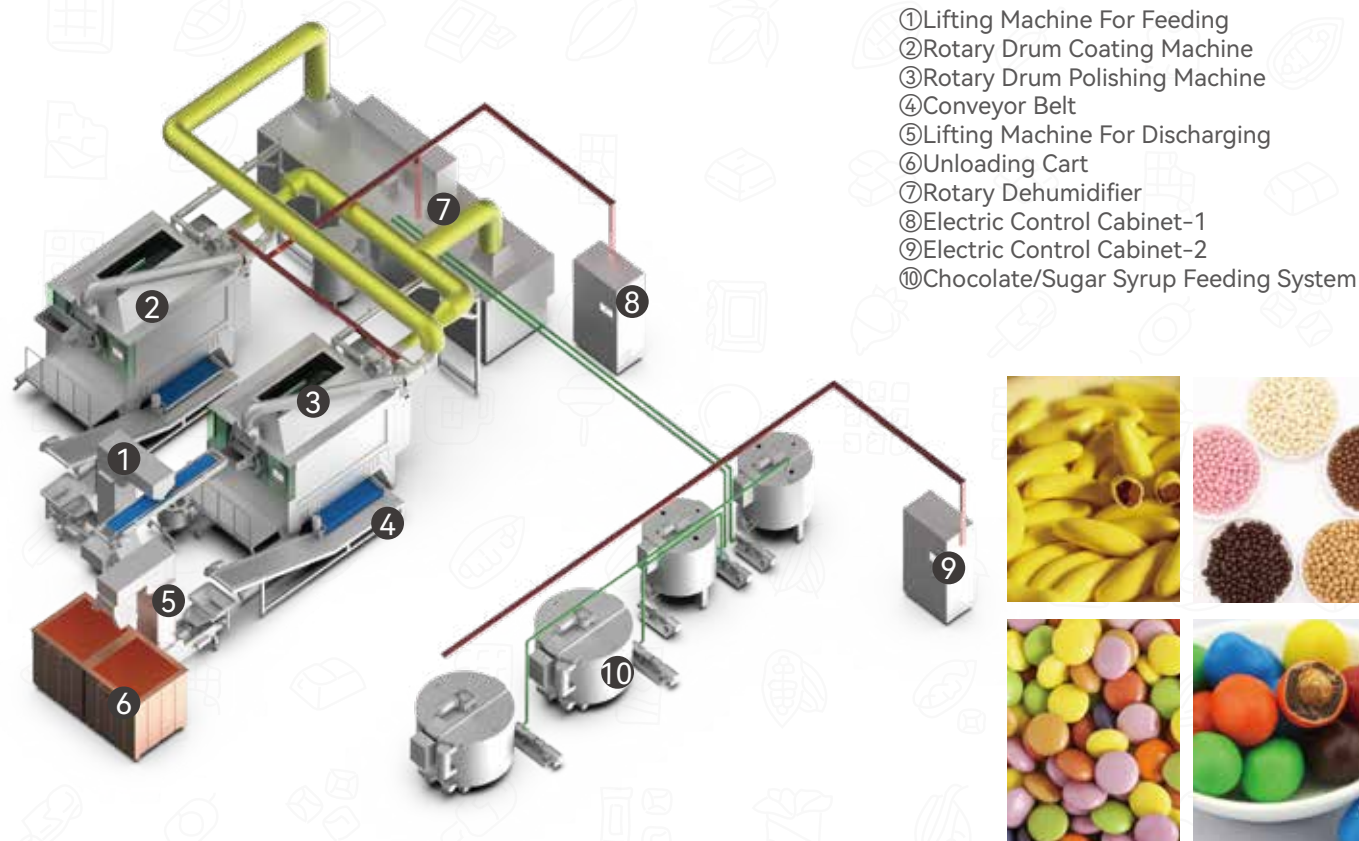 ①Lifting Machine For Feeding
②Rotary Drum Coating Machine
③Rotary Drum Polishing Machine
④Conveyor Belt
⑤Lifting Machine For Discharging
⑥Unloading Cart
⑦Rotary Dehumidifier
⑧Electric Control Cabinet-1
⑨Electric Control Cabinet-2
⑩Chocolate/Sugar Syrup Feeding System
7
2
8
3
1
4
9
5
10
6